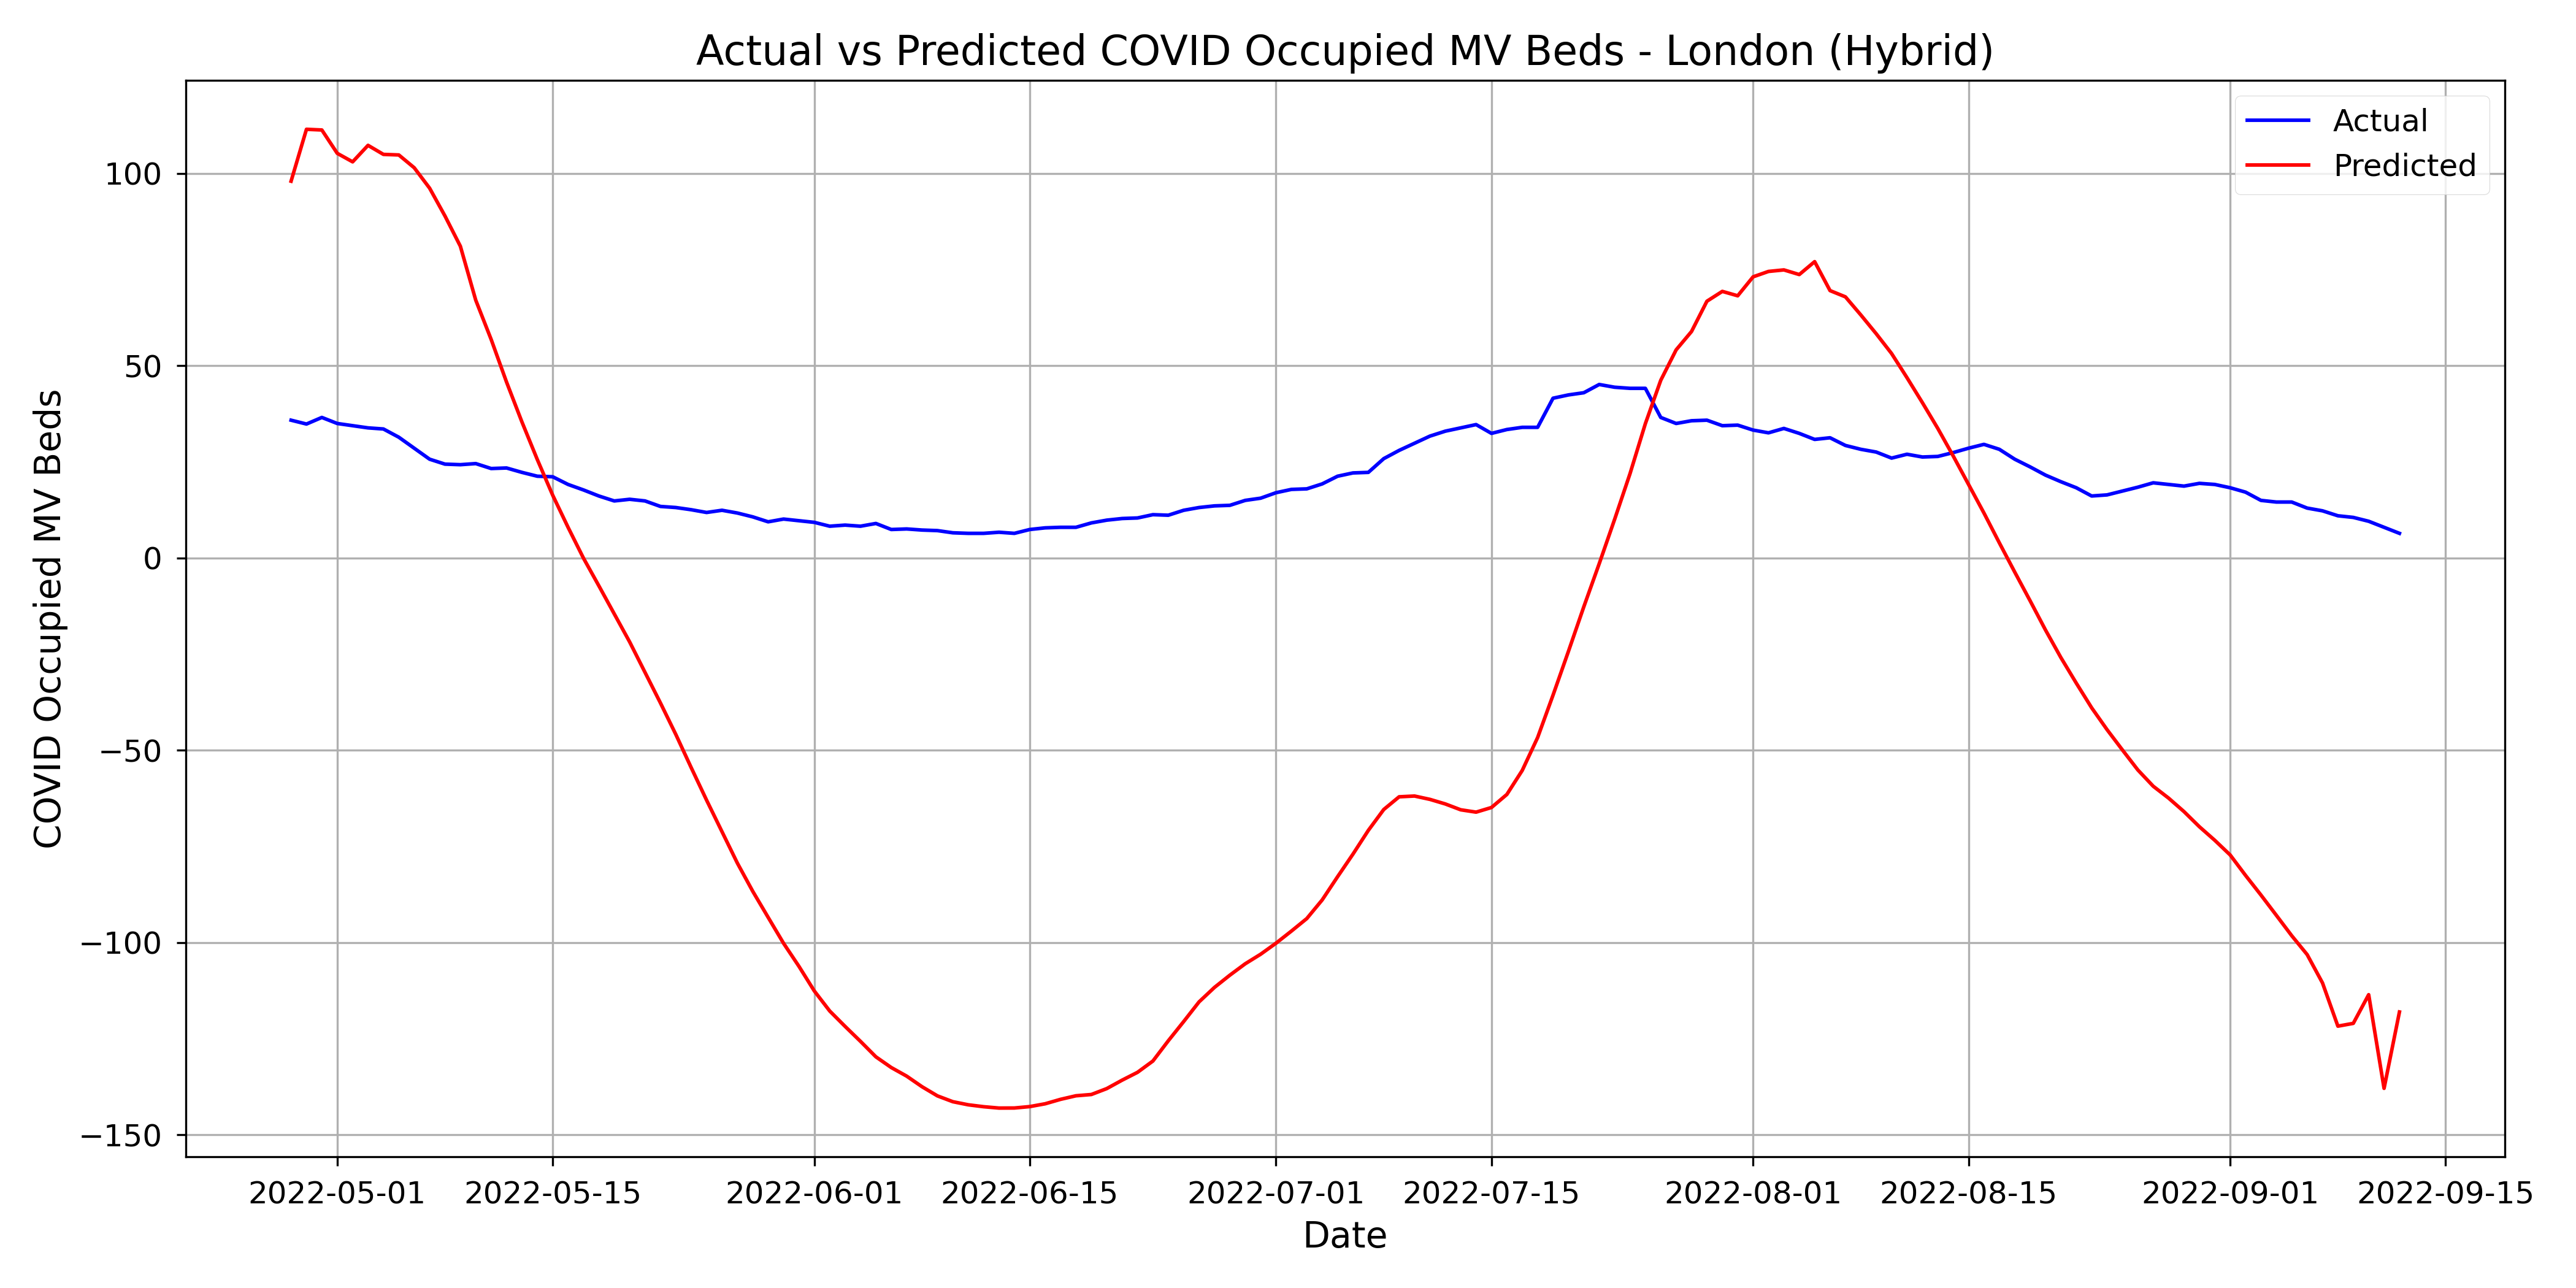 Actual vs Predicted COVID Occupied MV Beds - London (Hybrid)
Actual
Predicted
COVID Occupied MV Beds
100
50
0
−50
−100
−150
2022-05-01 2022-05-15 2022-06-01 2022-06-15 2022-07-01 2022-07-15 2022-08-01 2022-08-15 2022-09-01 2022-09-15
Date